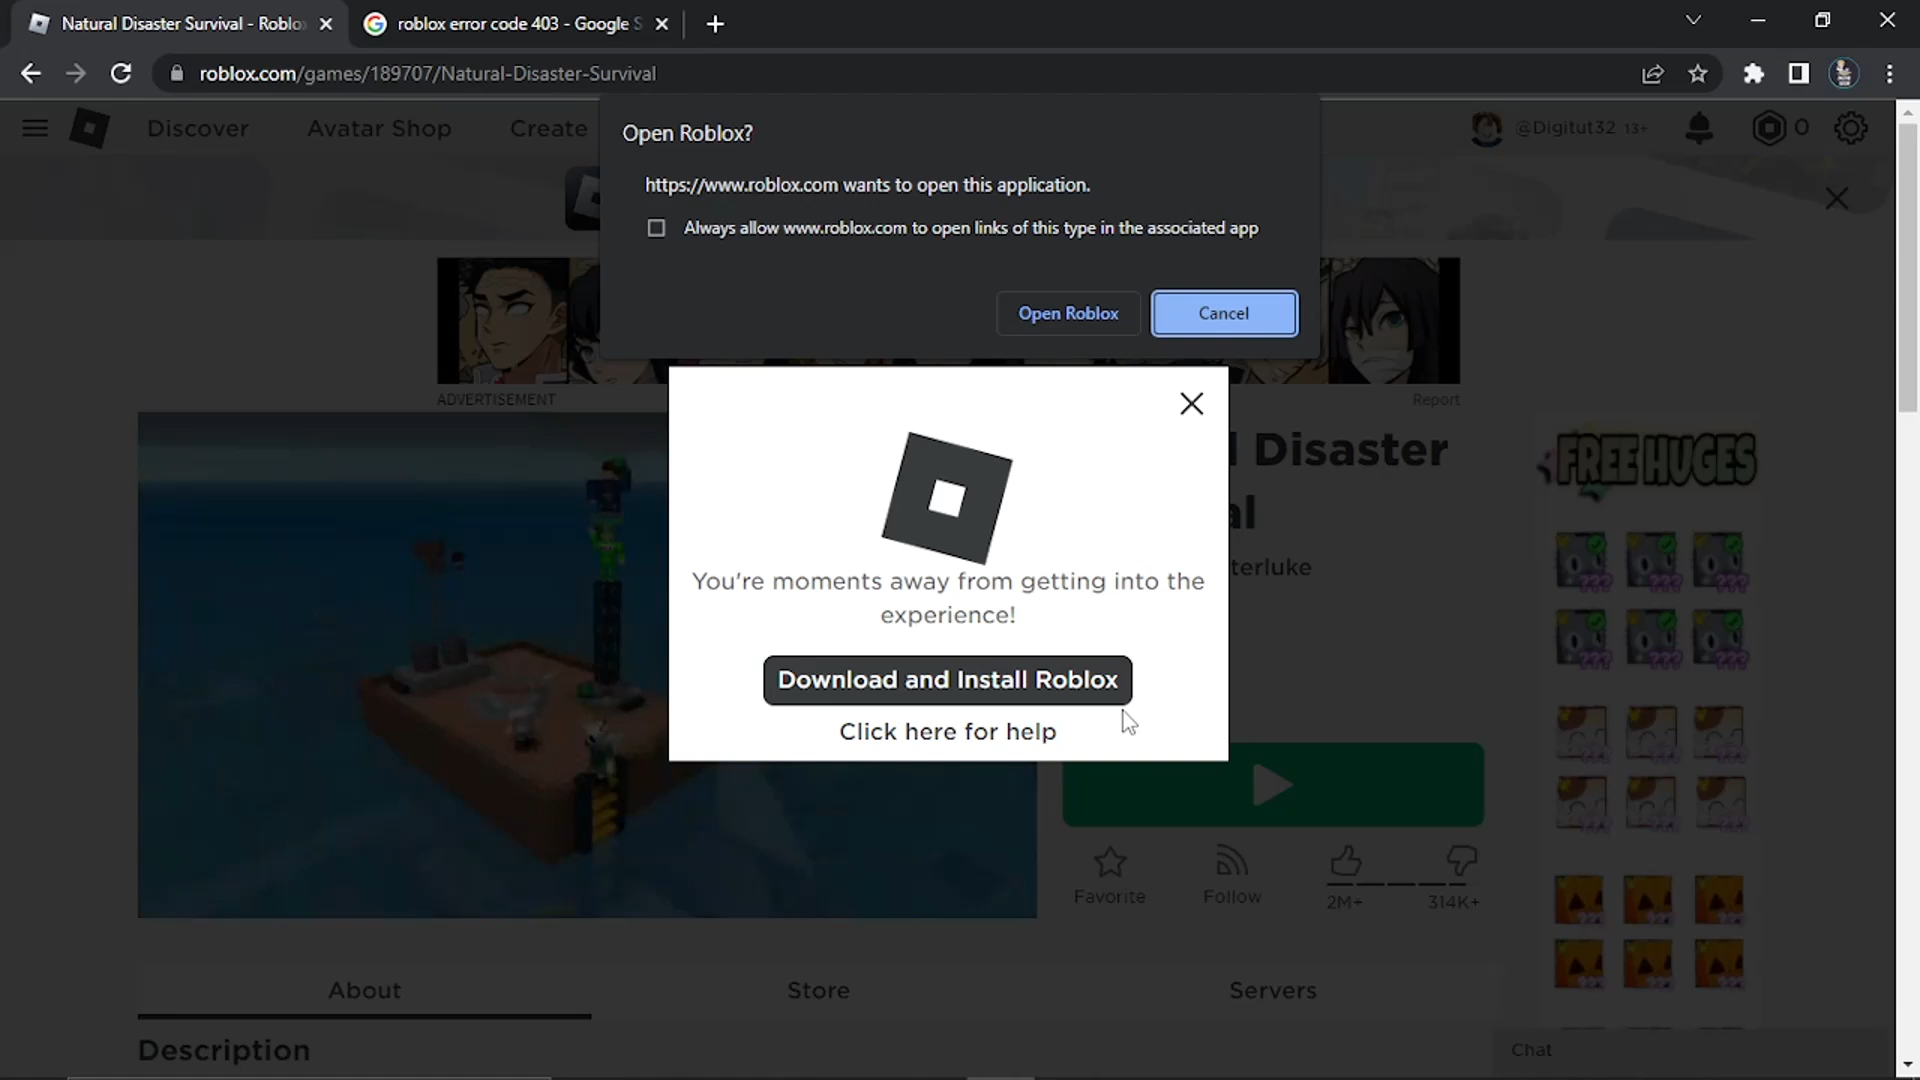 Natural Disaster Survival - Roblo
roblox error code 403 - Google S
roblox.com/games/189707/Natural-Disaster-Survival
Discover
Avatar Shop
Create
@Digitut32 13+
0
Open Roblox?
https://www.roblox.com wants to open this application.
Always allow www.roblox.com to open links of this type in the associated app
Open Roblox
Cancel
ADVERTISEMENT
Report
l Disaster
al
terluke
FREE HUGES
You're moments away from getting into the
experience!
Download and Install Roblox
Click here for help
Favorite
Follow
2M+
314K+
About
Store
Servers
Description
Chat